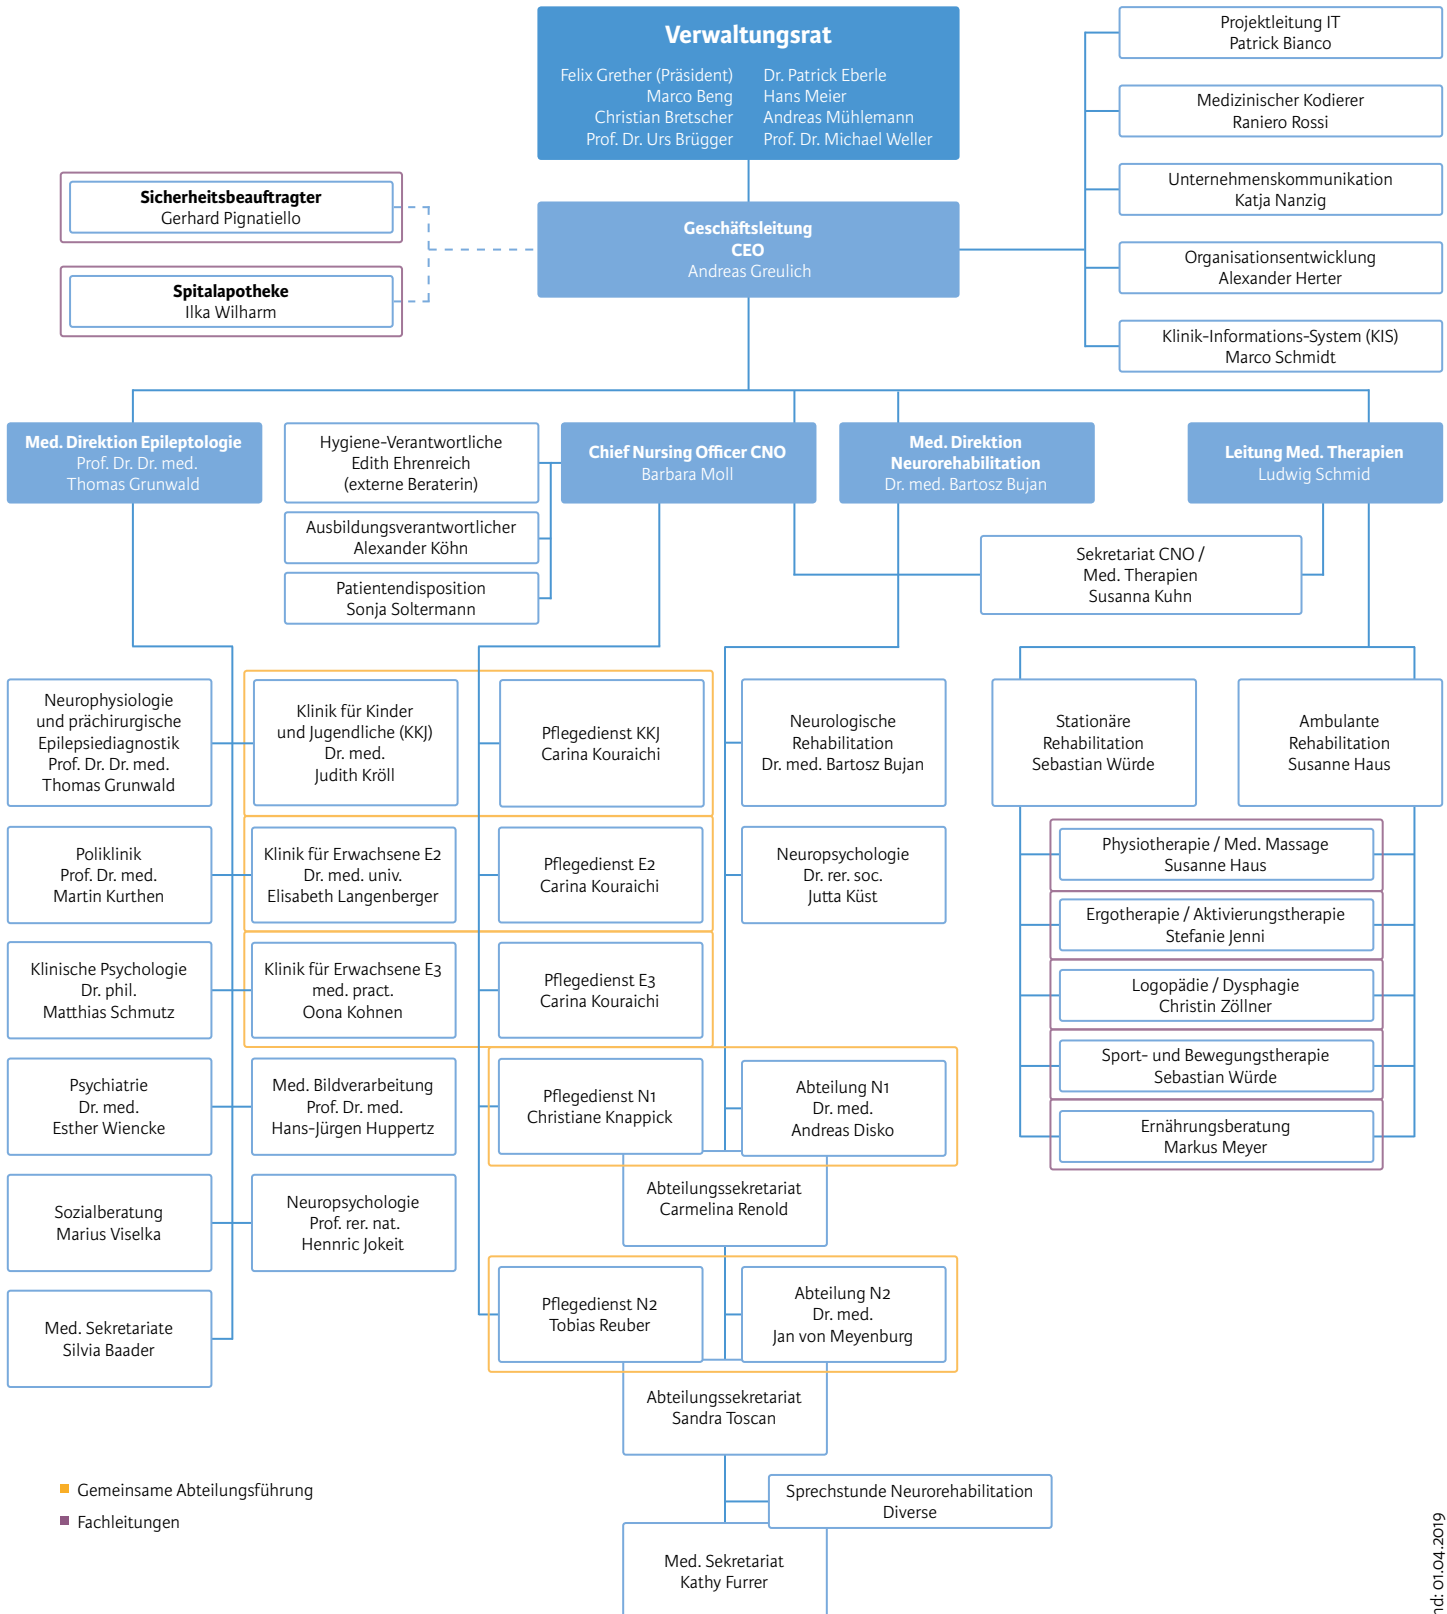 Verwaltungsrat
Felix Grether (Präsident)
Marco Beng
Christian Bretscher
Prof. Dr. Urs Brügger
Dr. Patrick Eberle
Hans Meier
Andreas Mühlemann
Prof. Dr. Michael Weller
Projektleitung IT
Patrick Bianco
Medizinischer Kodierer
Raniero Rossi
Unternehmenskommunikation
Katja Nanzig
Organisationsentwicklung
Alexander Herter
Klinik-Informations-System (KIS)
Marco Schmidt
Sicherheitsbeauftragter
Gerhard Pignatiello
Spitalapotheke
Ilka Wilharm
Geschäftsleitung
CEO
Andreas Greulich
Med. Direktion Epileptologie
Prof. Dr. Dr. med.
Thomas Grunwald
Hygiene-Verantwortliche
Edith Ehrenreich
(externe Beraterin)
Ausbildungsverantwortlicher
Alexander Köhn
Patientendisposition
Sonja Soltermann
Chief Nursing Officer CNO
Barbara Moll
Med. Direktion
Neurorehabilitation
Dr. med. Bartosz Bujan
Leitung Med. Therapien
Ludwig Schmid
Sekretariat CNO /
Med. Therapien
Susanna Kuhn
Neurophysiologie
und prächirurgische
Epilepsiediagnostik
Prof. Dr. Dr. med.
Thomas Grunwald
Klinik für Kinder
und Jugendliche (KKJ)
Dr. med.
Judith Kröll
Pflegedienst KKJ
Carina Kouraichi
Neurologische
Rehabilitation
Dr. med. Bartosz Bujan
Stationäre
Rehabilitation
Sebastian Würde
Ambulante
Rehabilitation
Susanne Haus
Poliklinik
Prof. Dr. med.
Martin Kurthen
Klinik für Erwachsene E2
Dr. med. univ.
Elisabeth Langenberger
Pflegedienst E2
Carina Kouraichi
Neuropsychologie
Dr. rer. soc.
Jutta Küst
Physiotherapie / Med. Massage
Susanne Haus
Ergotherapie / Aktivierungstherapie
Stefanie Jenni
Klinische Psychologie
Dr. phil.
Matthias Schmutz
Klinik für Erwachsene E3
med. pract.
Oona Kohnen
Pflegedienst E3
Carina Kouraichi
Logopädie / Dysphagie
Christin Zöllner
Sport- und Bewegungstherapie
Sebastian Würde
Ernährungsberatung
Markus Meyer
Psychiatrie
Dr. med.
Esther Wiencke
Med. Bildverarbeitung
Prof. Dr. med.
Hans-Jürgen Huppertz
Pflegedienst N1
Christiane Knappick
Abteilung N1
Dr. med.
Andreas Disko
Abteilungssekretariat
Carmelina Renold
Sozialberatung
Marius Viselka
Neuropsychologie
Prof. rer. nat.
Hennric Jokeit
Pflegedienst N2
Tobias Reuber
Abteilung N2
Dr. med.
Jan von Meyenburg
Med. Sekretariate
Silvia Baader
Abteilungssekretariat
Sandra Toscan
Gemeinsame Abteilungsführung
Fachleitungen
Sprechstunde Neurorehabilitation
Diverse
Med. Sekretariat
Kathy Furrer
01.04.2019